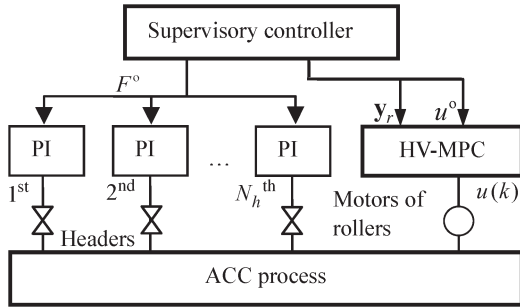 Supervisory controller
F° y_r u°
PI PI ... PI HV-MPC
1st 2nd N_h th Motors of rollers u(k)
Headers
ACC process